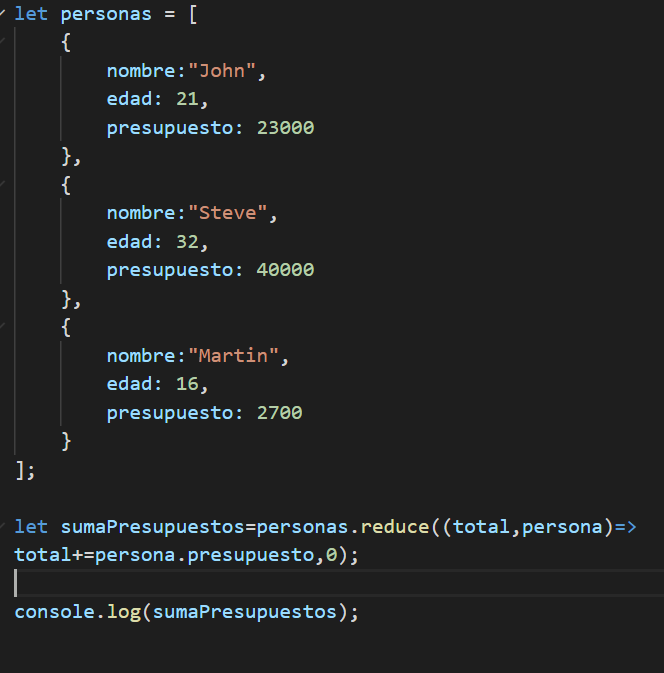 let personas = [
    {
        nombre:"John",
        edad: 21,
        presupuesto: 23000
    },
    {
        nombre:"Steve",
        edad: 32,
        presupuesto: 40000
    },
    {
        nombre:"Martin",
        edad: 16,
        presupuesto: 2700
    }
];
let sumaPresupuestos=personas.reduce((total,persona)=>
total+=persona.presupuesto,0);
console.log(sumaPresupuestos);